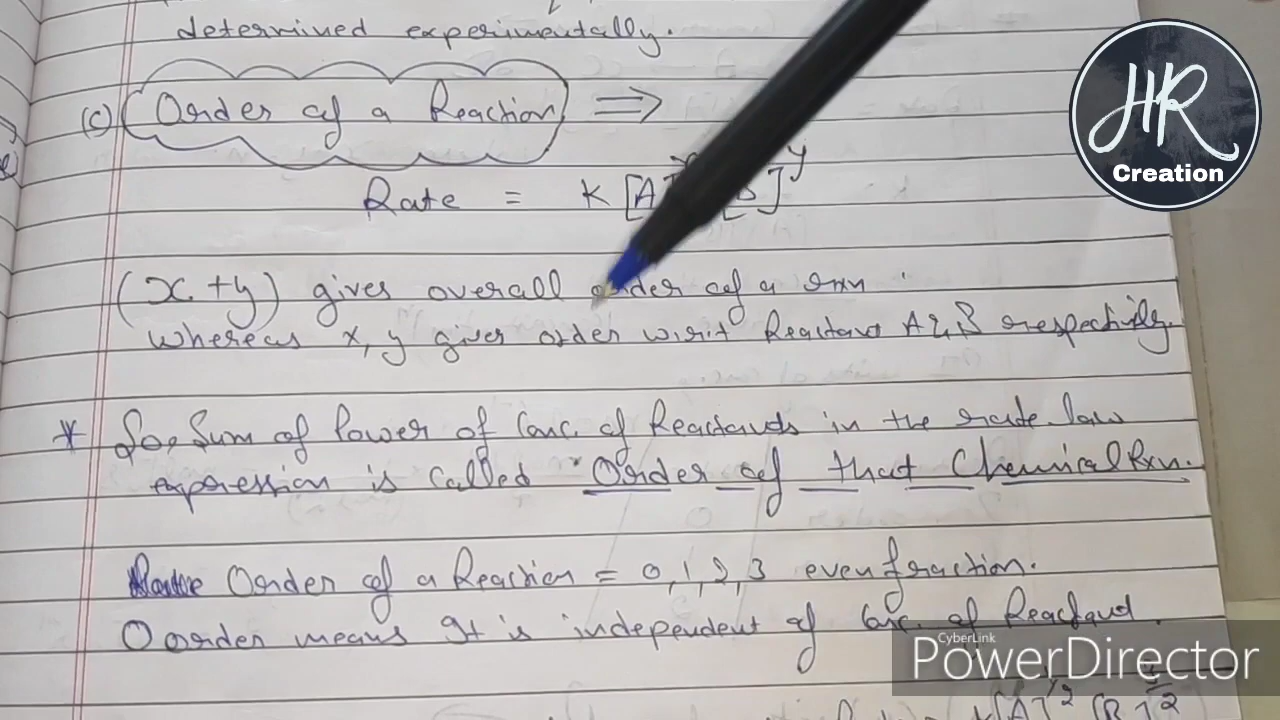 determined experimentally.
(c) Order of a Reaction ⇒
Rate = K [A]ˣ [B]ʸ
(x + y) gives overall order of a rxn.
whereas x, y gives order w.r.t Reactant A & B respectively.
* So, Sum of Power of Conc. of Reactants in the rate law
expression is called Order of that Chemical Rxn.
Order of a Reaction = 0, 1, 2, 3 even fraction.
0 order means It is independent of Conc. of Reactant.
K[A]^1/2 [B]
HR
Creation
CyberLink
PowerDirector